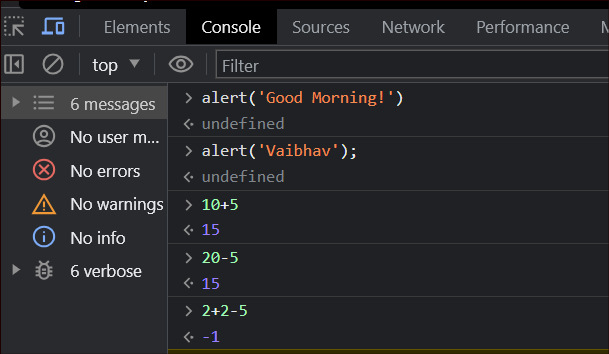 Elements Console Sources Network Performance M
top Filter
6 messages
No user m...
No errors
No warnings
No info
6 verbose
> alert('Good Morning!')
undefined
> alert('Vaibhav');
undefined
> 10+5
15
> 20-5
15
> 2+2-5
-1